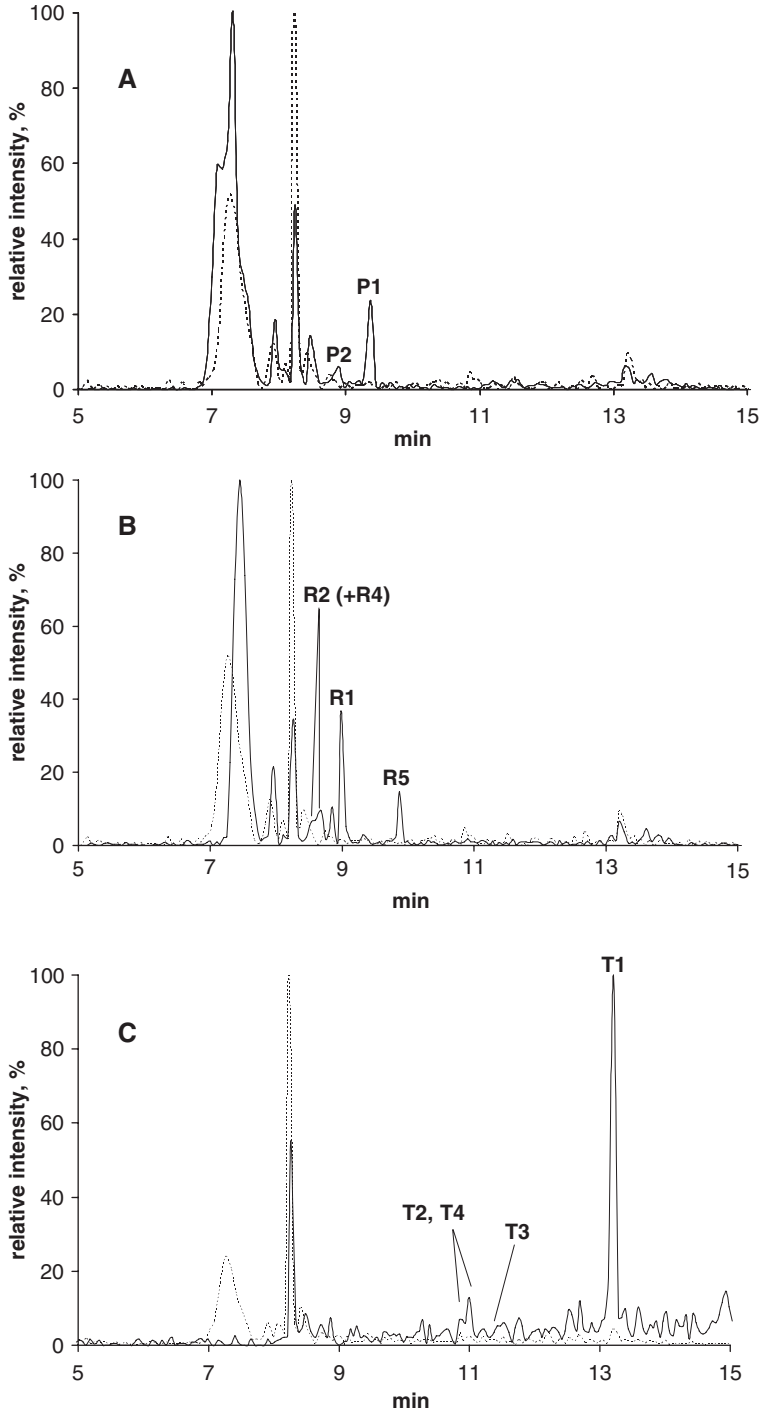 100
80
60
40
20
0
relative intensity, %
A
P1
P2
5 7 9 11 13 15
min
100
80
60
40
20
0
relative intensity, %
B
R2 (+R4)
R1
R5
5 7 9 11 13 15
min
100
80
60
40
20
0
relative intensity, %
C
T1
T2, T4
T3
5 7 9 11 13 15
min